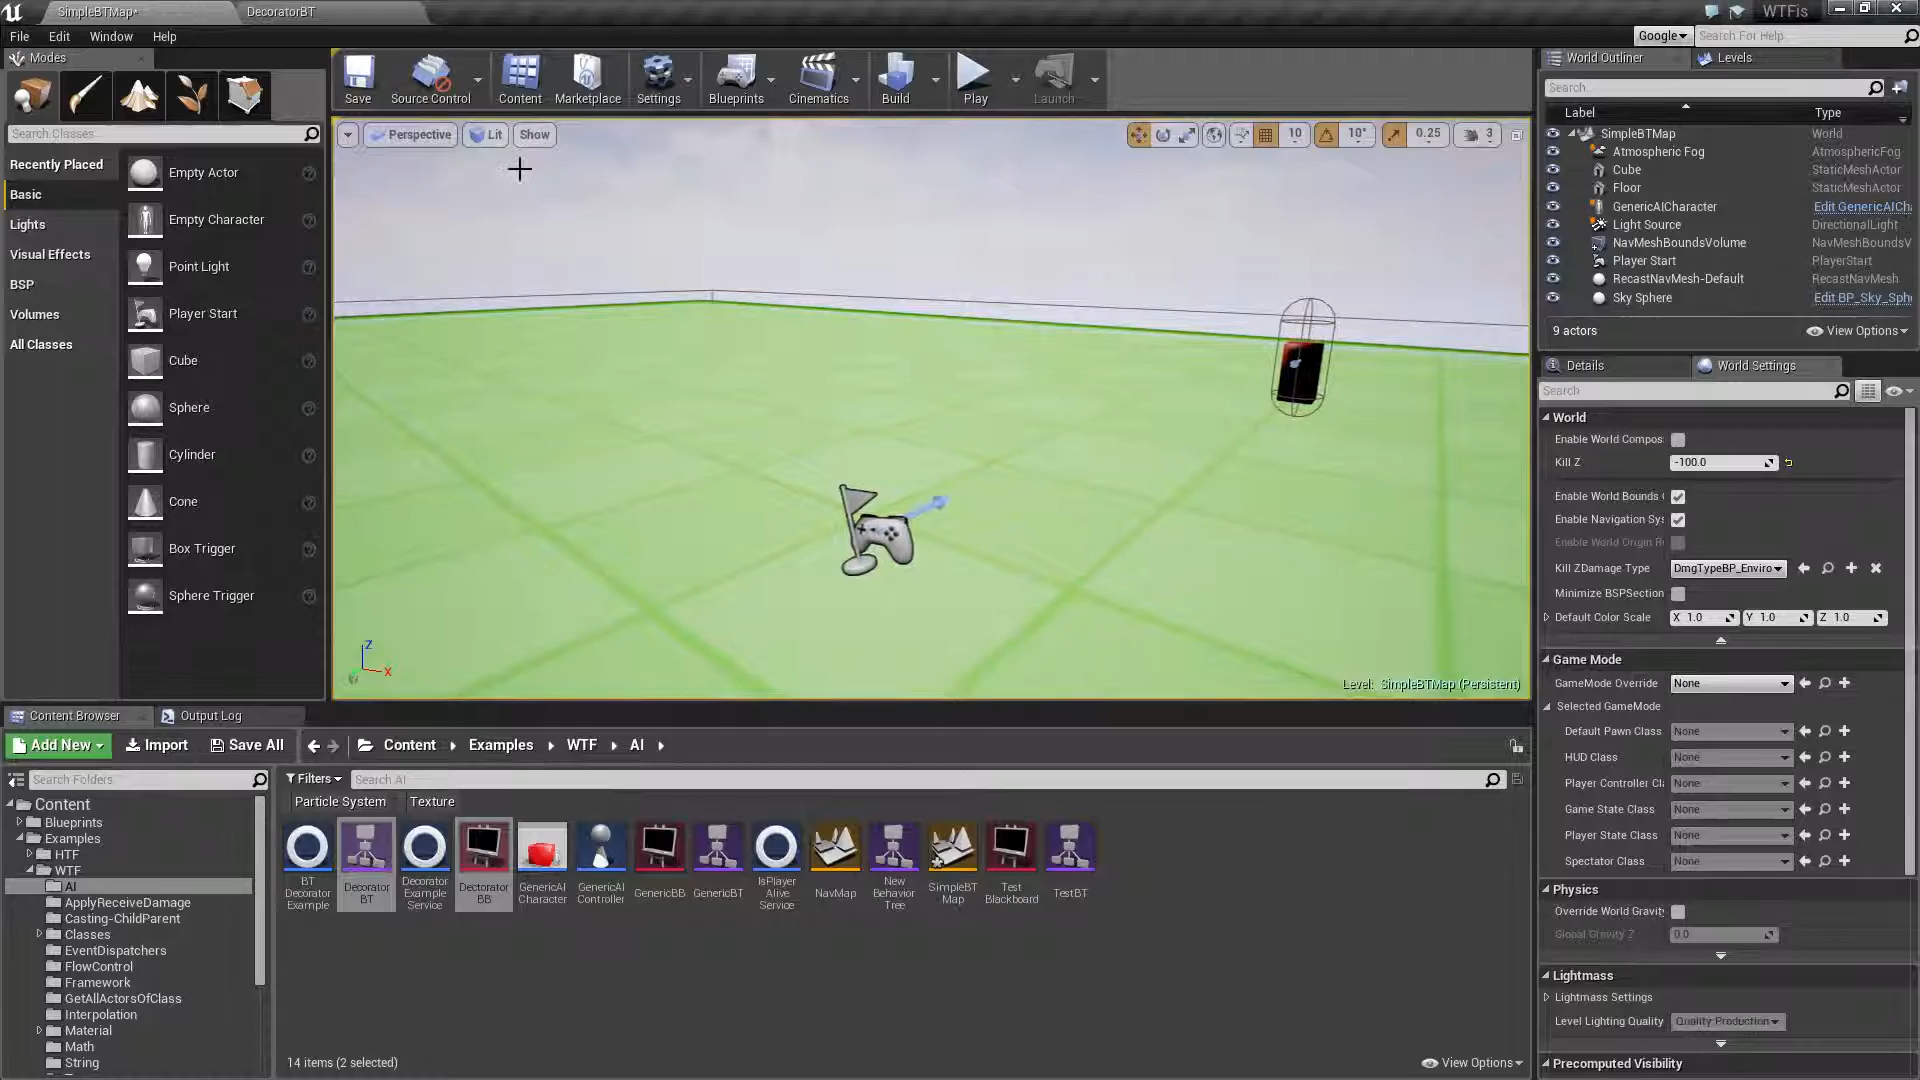 SimpleBTMap*
DecoratorBT
WTFis
File Edit Window Help
Google
Search For Help
Modes
Search Classes
Recently Placed
Basic
Lights
Visual Effects
BSP
Volumes
All Classes
Empty Actor
Empty Character
Point Light
Player Start
Cube
Sphere
Cylinder
Cone
Box Trigger
Sphere Trigger
Save
Source Control
Content
Marketplace
Settings
Blueprints
Cinematics
Build
Play
Launch
Perspective
Lit
Show
10
10°
0.25
3
Z
X
Level: SimpleBTMap (Persistent)
World Outliner
Levels
Search...
Label Type
SimpleBTMap World
Atmospheric Fog AtmosphericFog
Cube StaticMeshActor
Floor StaticMeshActor
GenericAICharacter Edit GenericAICh
Light Source DirectionalLight
NavMeshBoundsVolume NavMeshBoundsV
Player Start PlayerStart
RecastNavMesh-Default RecastNavMesh
Sky Sphere Edit BP_Sky_Sph
9 actors
View Options
Details
World Settings
Search
World
Enable World Compos
Kill Z -100.0
Enable World Bounds
Enable Navigation Sys
Enable World Origin R
Kill ZDamage Type DmgTypeBP_Enviro
Minimize BSPSection
Default Color Scale X 1.0 Y 1.0 Z 1.0
Game Mode
GameMode Override None
Selected GameMode
Default Pawn Class None
HUD Class None
Player Controller Cl None
Game State Class None
Player State Class None
Spectator Class None
Physics
Override World Gravit
Global Gravity Z 0.0
Lightmass
Lightmass Settings
Level Lighting Quality Quality Production
Precomputed Visibility
Content Browser
Output Log
Add New
Import
Save All
Content
Examples
WTF
AI
Search Folders
Content
Blueprints
Examples
HTF
WTF
AI
ApplyReceiveDamage
Casting-ChildParent
Classes
EventDispatchers
FlowControl
Framework
GetAllActorsOfClass
Interpolation
Material
Math
String
Filters
Search AI
Particle System
Texture
BT Decorator Example
Decorator BT
Decorator Example Service
Dectorator BB
GenericAI Character
GenericAI Controller
GenericBB
GenericBT
IsPlayer Alive Service
NavMap
New Behavior Tree
SimpleBT Map
Test Blackboard
TestBT
14 items (2 selected)
View Options